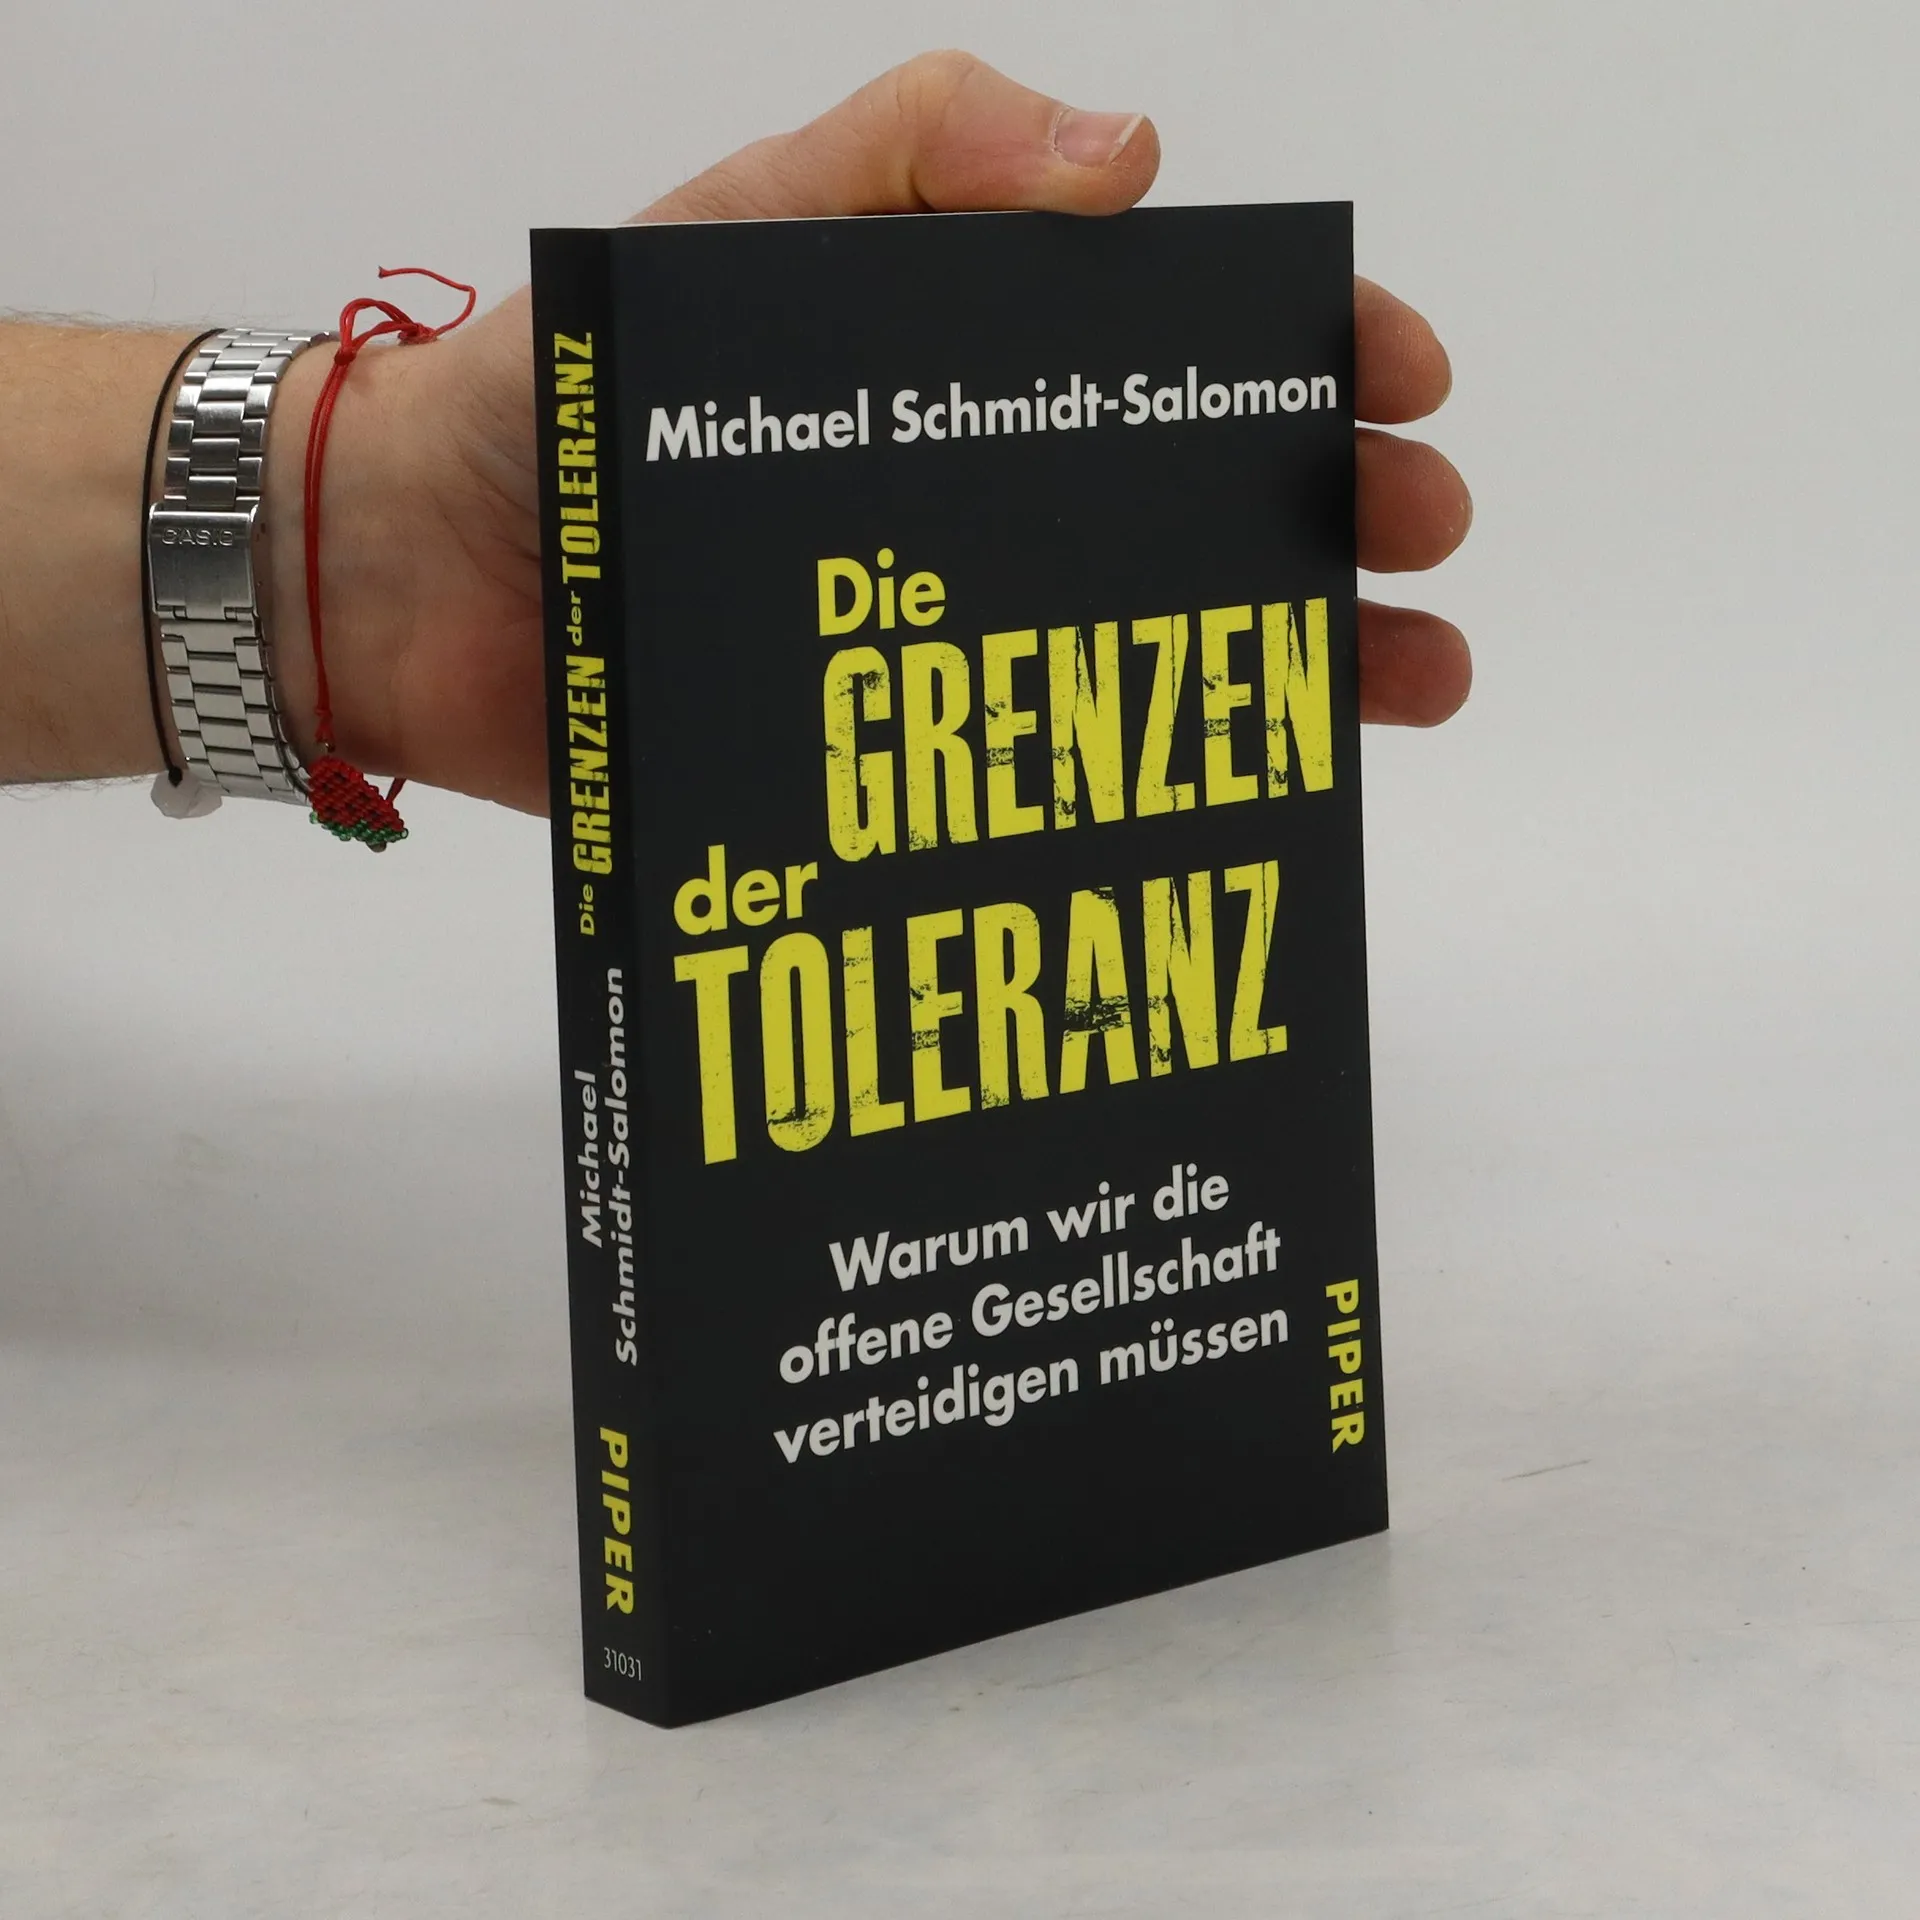 Michael Schmidt-Salomon
Die
GRENZEN
der
TOLERANZ
Warum wir die
offene Gesellschaft
verteidigen müssen
PIPER
Die GRENZEN der TOLERANZ
Michael
Schmidt-Salomon
PIPER
31031
CASIO